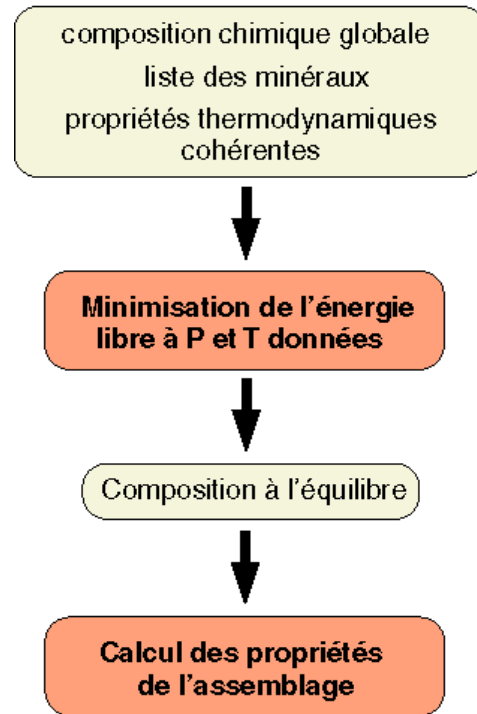 composition chimique globale
liste des minéraux
propriétés thermodynamiques
cohérentes
Minimisation de l'énergie
libre à P et T données
Composition à l'équilibre
Calcul des propriétés
de l'assemblage